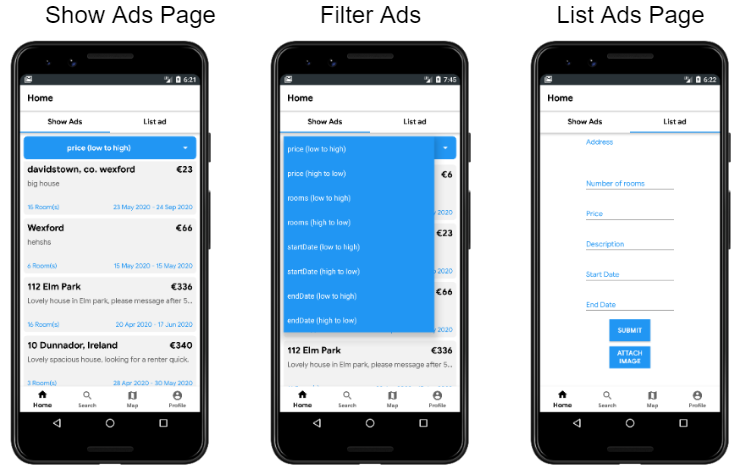 Show Ads Page
6:21
Home
Show Ads List ad
price (low to high)
davidstown, co. wexford €23
big house
15 Room(s) 23 May 2020 - 24 Sep 2020
Wexford €66
hehshs
6 Room(s) 15 May 2020 - 15 May 2020
112 Elm Park €336
Lovely house in Elm park, please message after 5...
16 Room(s) 20 Apr 2020 - 17 Jun 2020
10 Dunnador, Ireland €340
Lovely spacious house, looking for a renter quick.
3 Room(s) 28 Apr 2020 - 30 May 2020
Home Search Map Profile
Filter Ads
7:45
Home
Show Ads List ad
price (low to high)
price (high to low) €6
rooms (low to high)
rooms (high to low) 2020
€23
startDate (low to high)
startDate (high to low) 2020
endDate (low to high) €66
endDate (high to low) 2020
112 Elm Park €336
Lovely house in Elm park, please message after 5...
Home Search Map Profile
List Ads Page
6:22
Home
Show Ads List ad
Address
Number of rooms
Price
Description
Start Date
End Date
SUBMIT
ATTACH
IMAGE
Home Search Map Profile